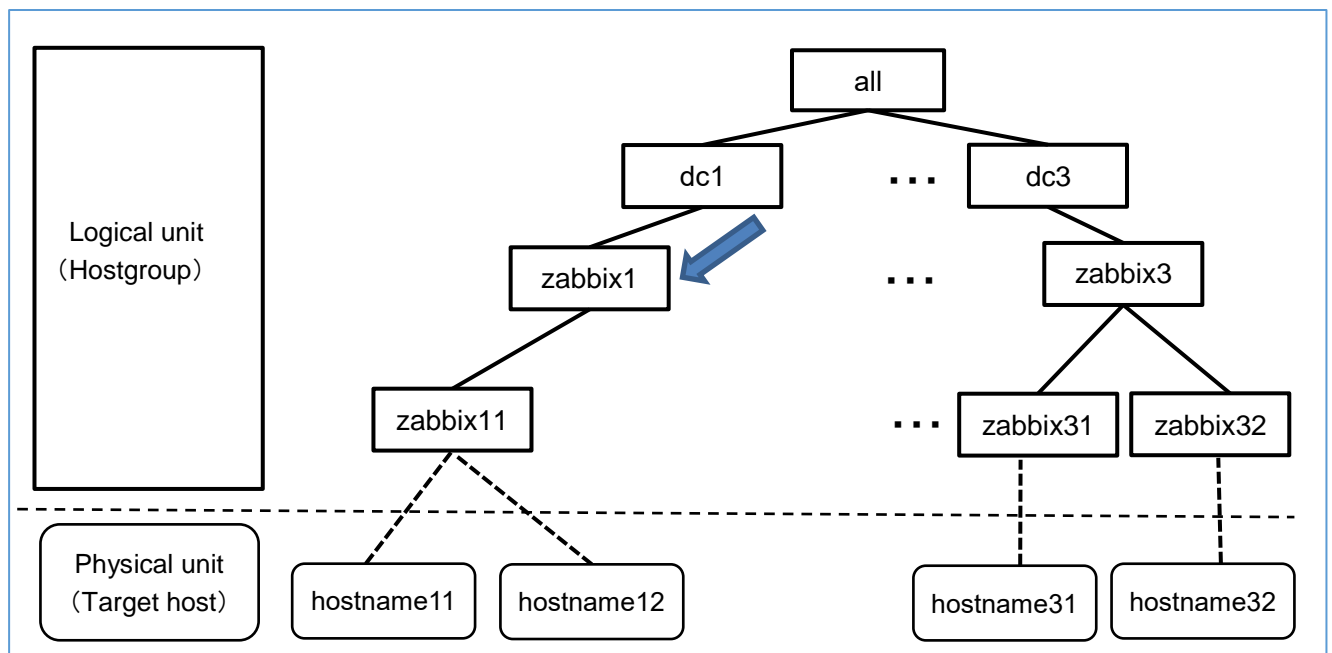 all
dc1
...
dc3
Logical unit
（Hostgroup）
zabbix1
...
zabbix3
zabbix11
...
zabbix31
zabbix32
Physical unit
（Target host）
hostname11
hostname12
hostname31
hostname32